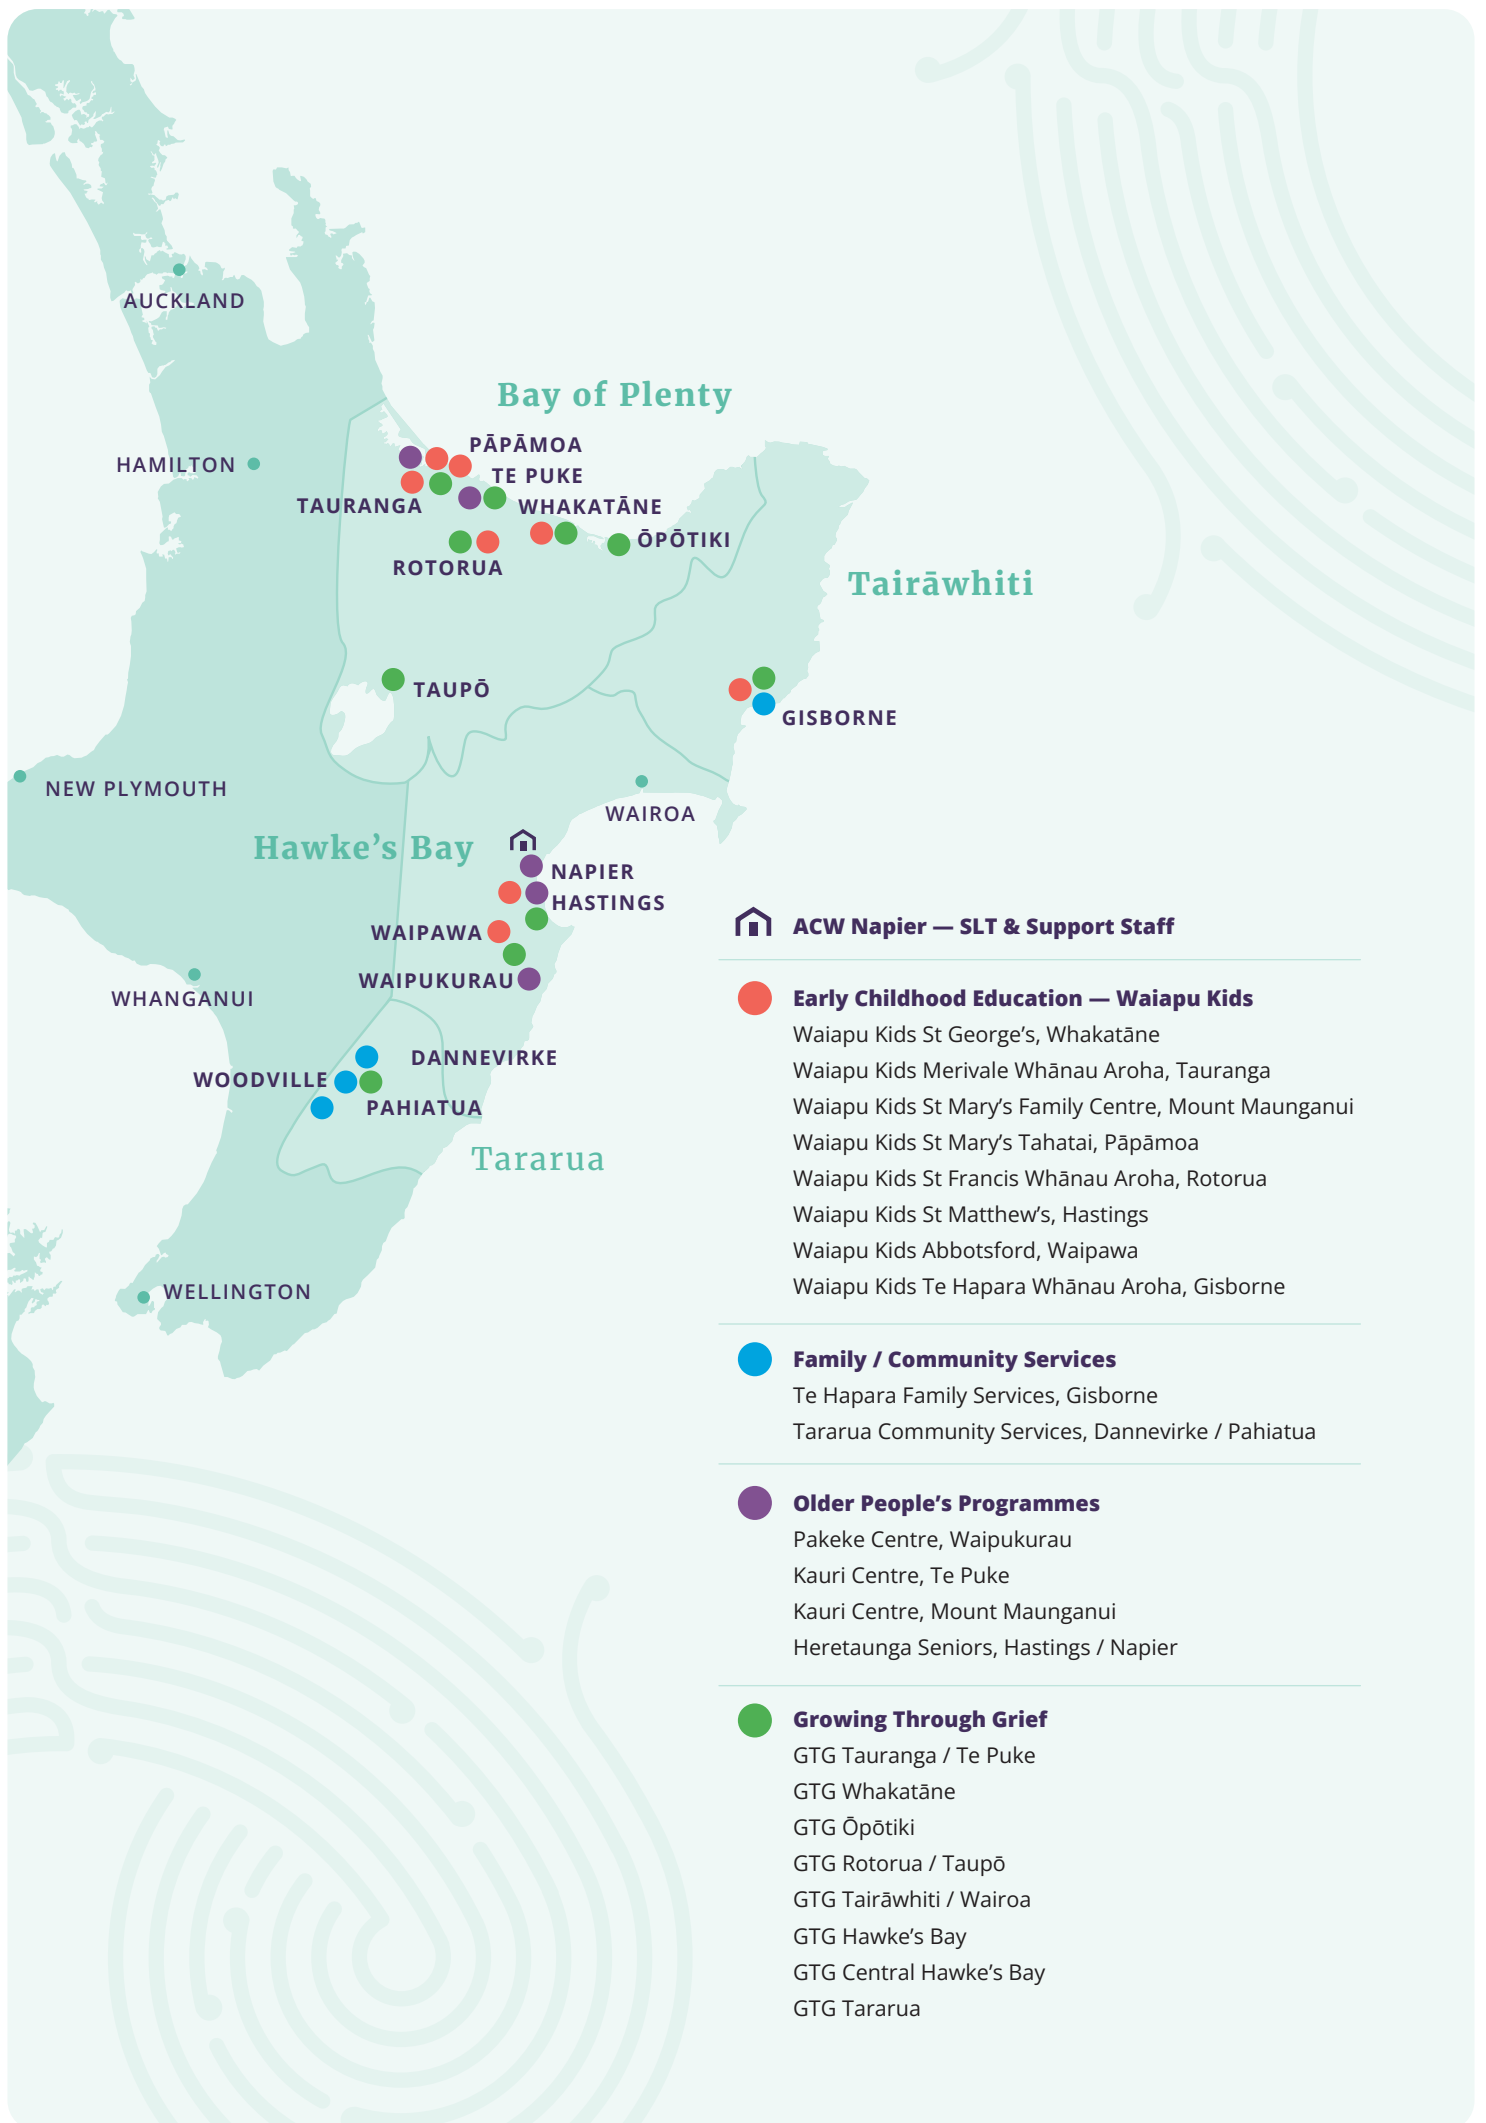 AUCKLAND
Bay of Plenty
PĀPĀMOA
HAMILTON
TE PUKE
TAURANGA
WHAKATĀNE
ŌPŌTIKI
ROTORUA
Tairāwhiti
TAUPŌ
GISBORNE
NEW PLYMOUTH
WAIROA
Hawke’s Bay
NAPIER
HASTINGS
WAIPAWA
WAIPUKURAU
WHANGANUI
DANNEVIRKE
WOODVILLE
PAHIATUA
Tararua
WELLINGTON
ACW Napier — SLT & Support Staff
Early Childhood Education — Waiapu Kids
Waiapu Kids St George’s, Whakatāne
Waiapu Kids Merivale Whānau Aroha, Tauranga
Waiapu Kids St Mary’s Family Centre, Mount Maunganui
Waiapu Kids St Mary’s Tahatai, Pāpāmoa
Waiapu Kids St Francis Whānau Aroha, Rotorua
Waiapu Kids St Matthew’s, Hastings
Waiapu Kids Abbotsford, Waipawa
Waiapu Kids Te Hapara Whānau Aroha, Gisborne
Family / Community Services
Te Hapara Family Services, Gisborne
Tararua Community Services, Dannevirke / Pahiatua
Older People’s Programmes
Pakeke Centre, Waipukurau
Kauri Centre, Te Puke
Kauri Centre, Mount Maunganui
Heretaunga Seniors, Hastings / Napier
Growing Through Grief
GTG Tauranga / Te Puke
GTG Whakatāne
GTG Ōpōtiki
GTG Rotorua / Taupō
GTG Tairāwhiti / Wairoa
GTG Hawke’s Bay
GTG Central Hawke’s Bay
GTG Tararua